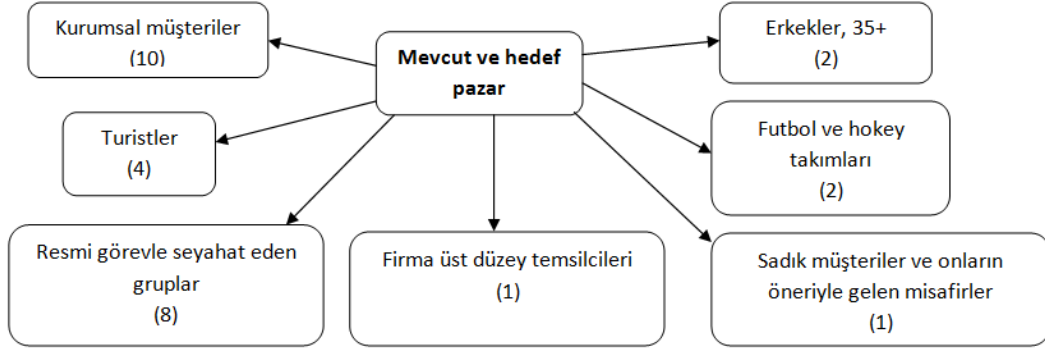 Kurumsal müşteriler
(10)
Mevcut ve hedef
pazar
Erkekler, 35+
(2)
Turistler
(4)
Futbol ve hokey
takımları
(2)
Resmi görevle seyahat eden
gruplar
(8)
Firma üst düzey temsilcileri
(1)
Sadık müşteriler ve onların
öneriyle gelen misafirler
(1)